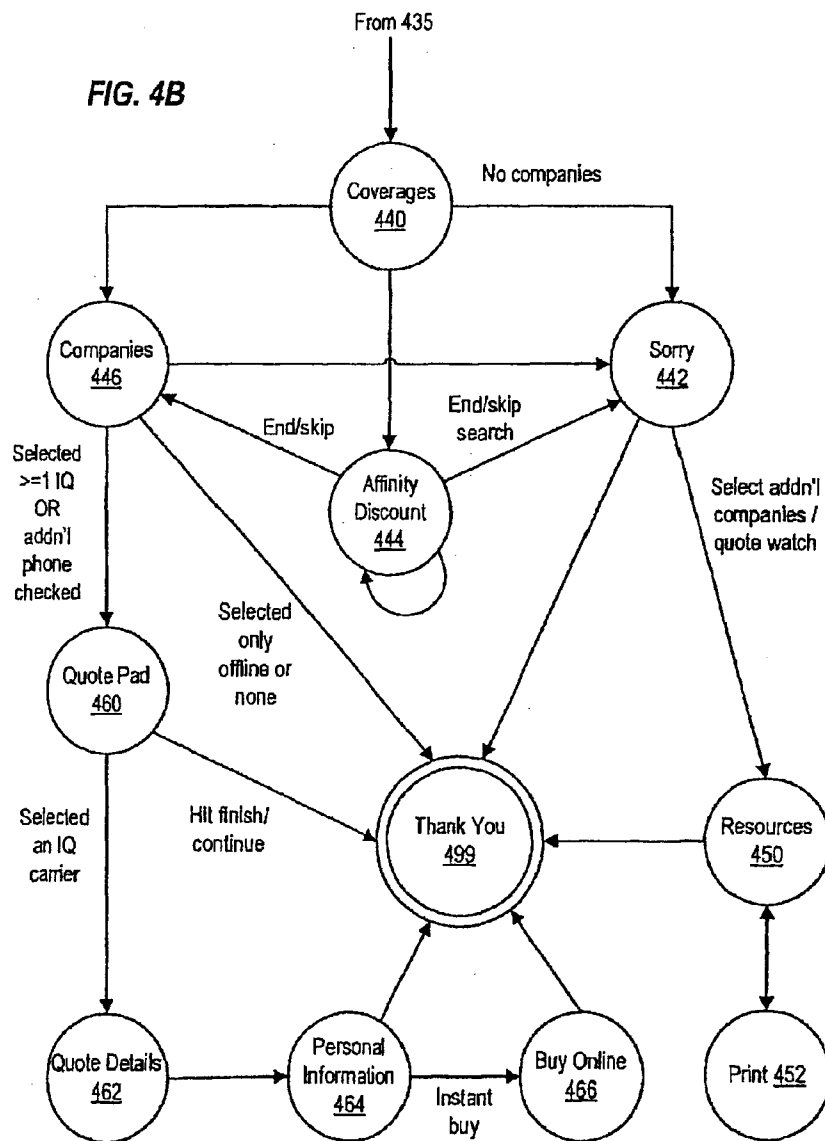 From 435
FIG. 4B
Coverages
440
No companies
Companies
446
Sorry
442
End/skip
End/skip
search
Affinity
Discount
444
Selected
>=1 IQ
OR
addn'l
phone
checked
Select addn'l
companies /
quote watch
Selected
only
offline or
none
Quote Pad
460
Selected
an IQ
carrier
Hit finish/
continue
Thank You
499
Resources
450
Quote Details
462
Personal
Information
464
Instant
buy
Buy Online
466
Print 452